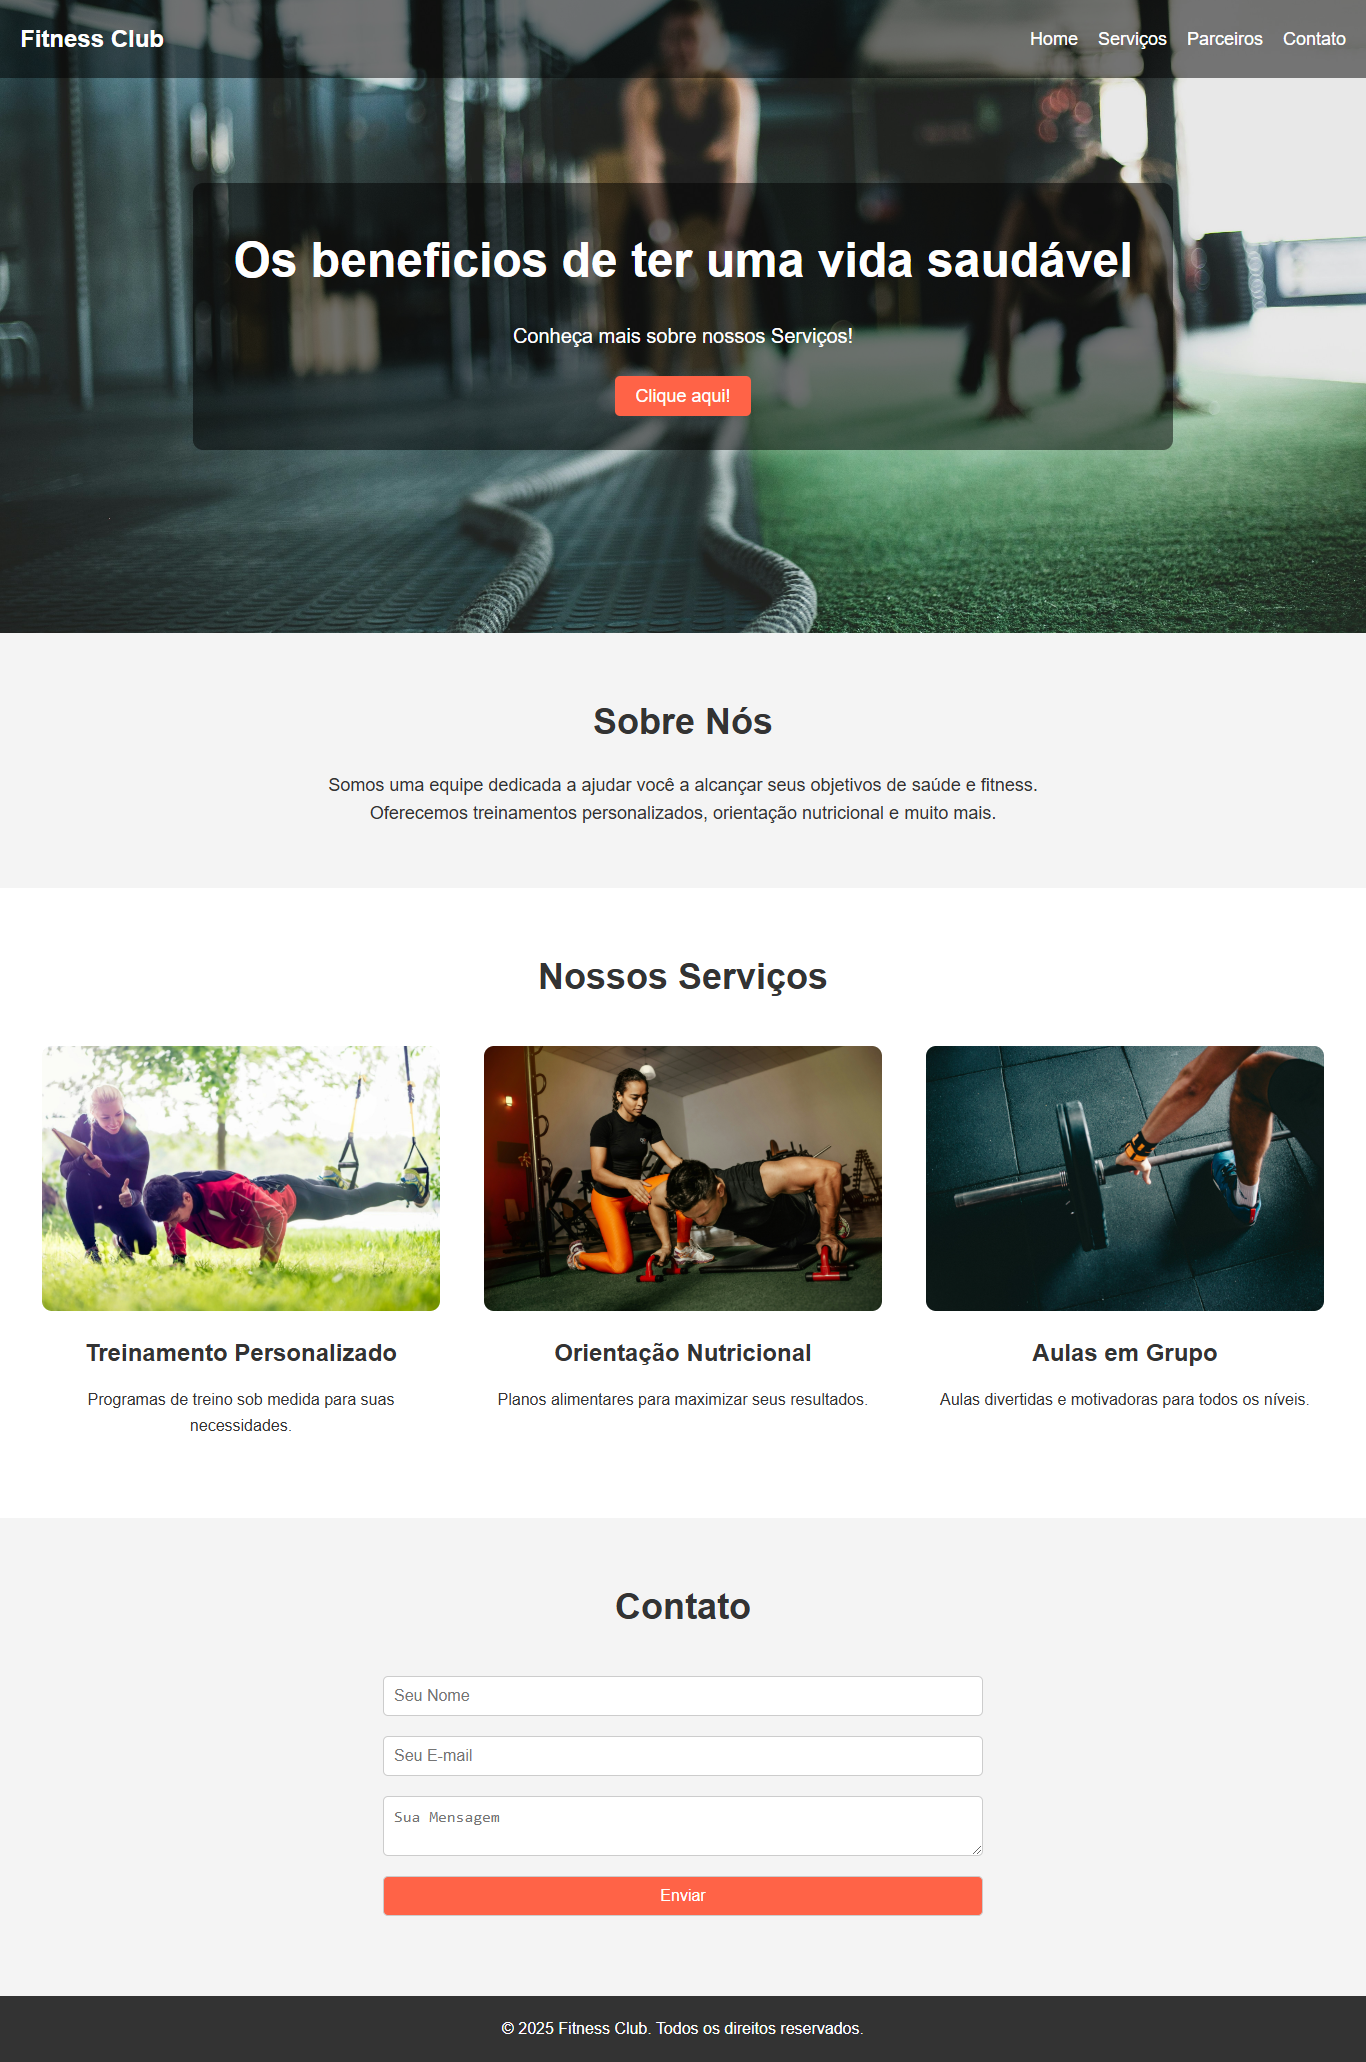 Fitness Club
Home Serviços Parceiros Contato
Os beneficios de ter uma vida saudável
Conheça mais sobre nossos Serviços!
Clique aqui!
Sobre Nós
Somos uma equipe dedicada a ajudar você a alcançar seus objetivos de saúde e fitness.
Oferecemos treinamentos personalizados, orientação nutricional e muito mais.
Nossos Serviços
Treinamento Personalizado
Programas de treino sob medida para suas
necessidades.
Orientação Nutricional
Planos alimentares para maximizar seus resultados.
Aulas em Grupo
Aulas divertidas e motivadoras para todos os níveis.
Contato
Seu Nome
Seu E-mail
Sua Mensagem
Enviar
© 2025 Fitness Club. Todos os direitos reservados.